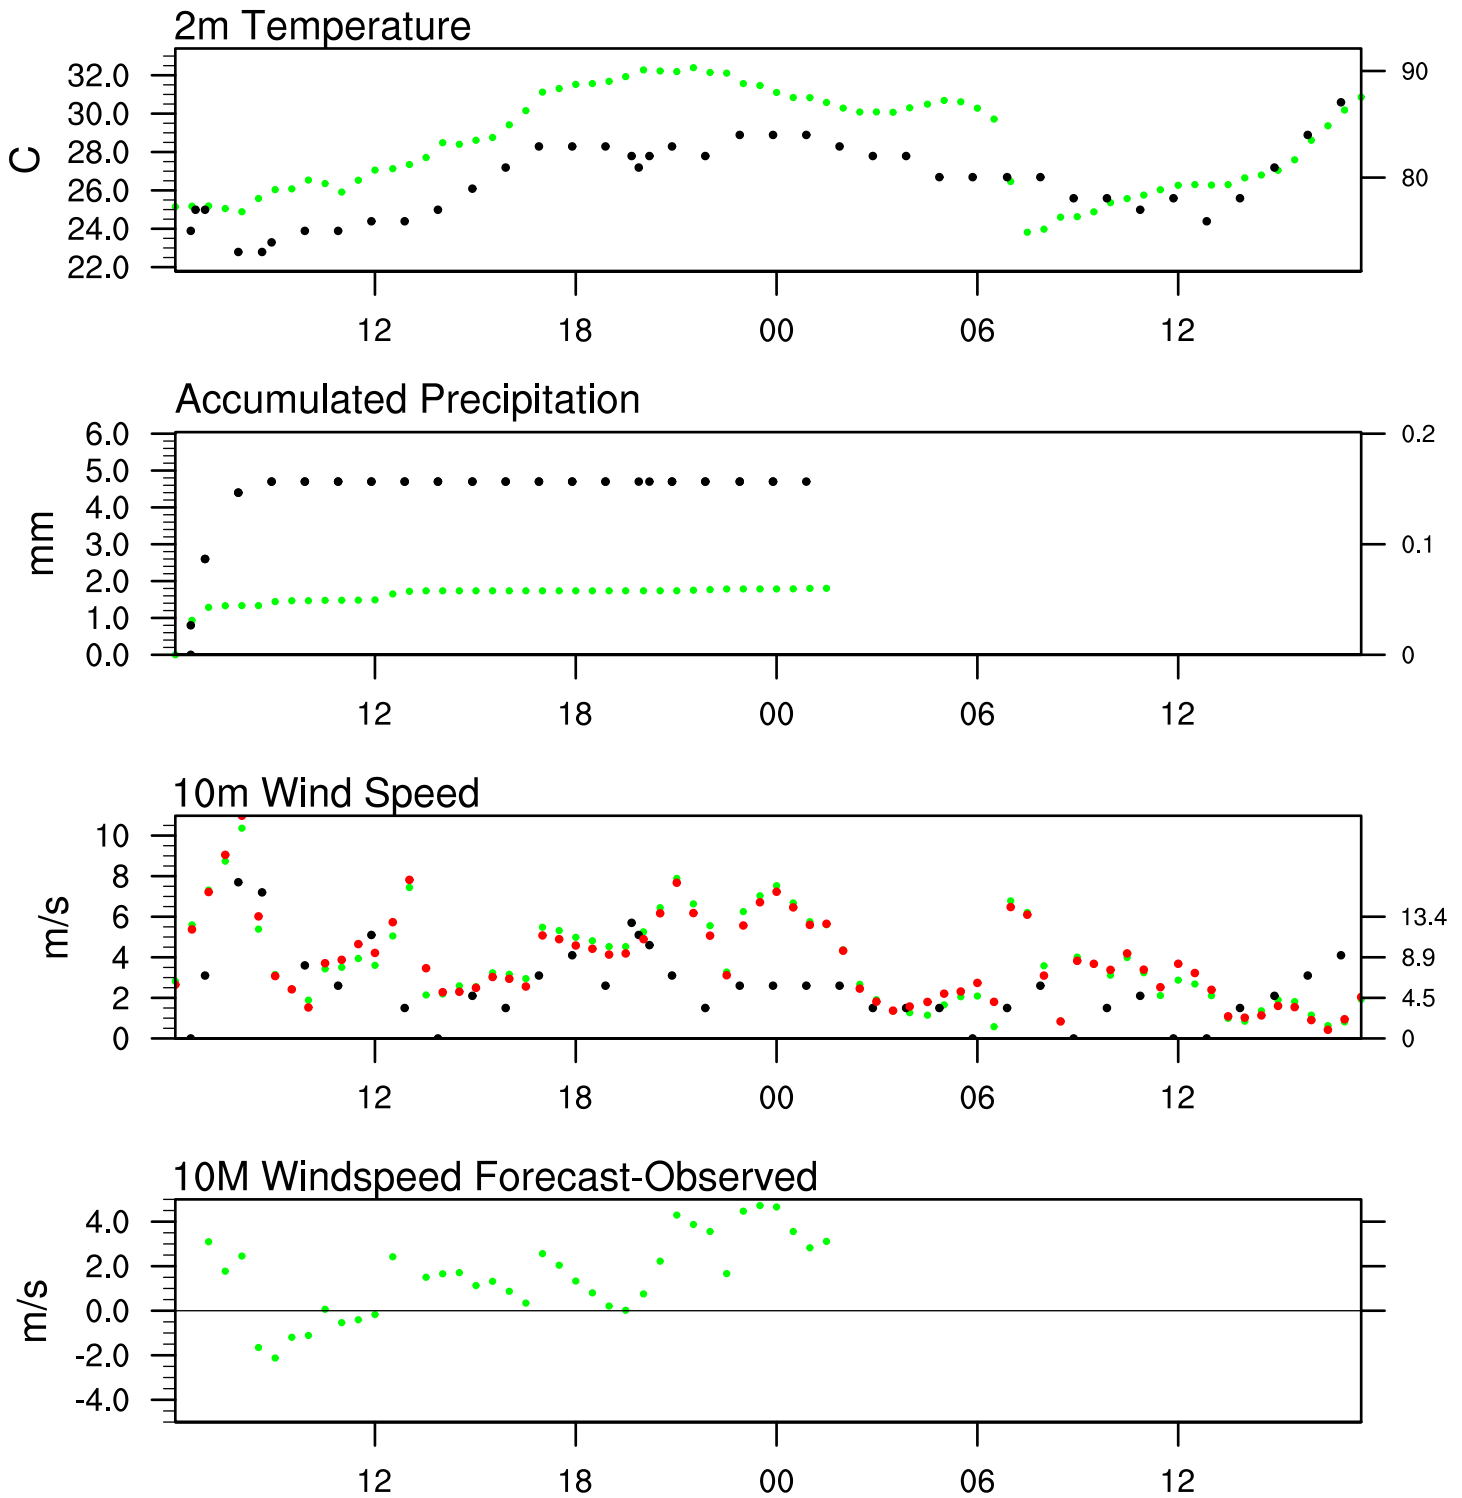 2m Temperature
32.0
30.0
28.0
26.0
24.0
22.0
C
90
80
12 18 00 06 12
Accumulated Precipitation
6.0
5.0
4.0
3.0
2.0
1.0
0.0
mm
0.2
0.1
0
12 18 00 06 12
10m Wind Speed
10
8
6
4
2
0
m/s
13.4
8.9
4.5
0
12 18 00 06 12
10M Windspeed Forecast-Observed
4.0
2.0
0.0
-2.0
-4.0
m/s
12 18 00 06 12